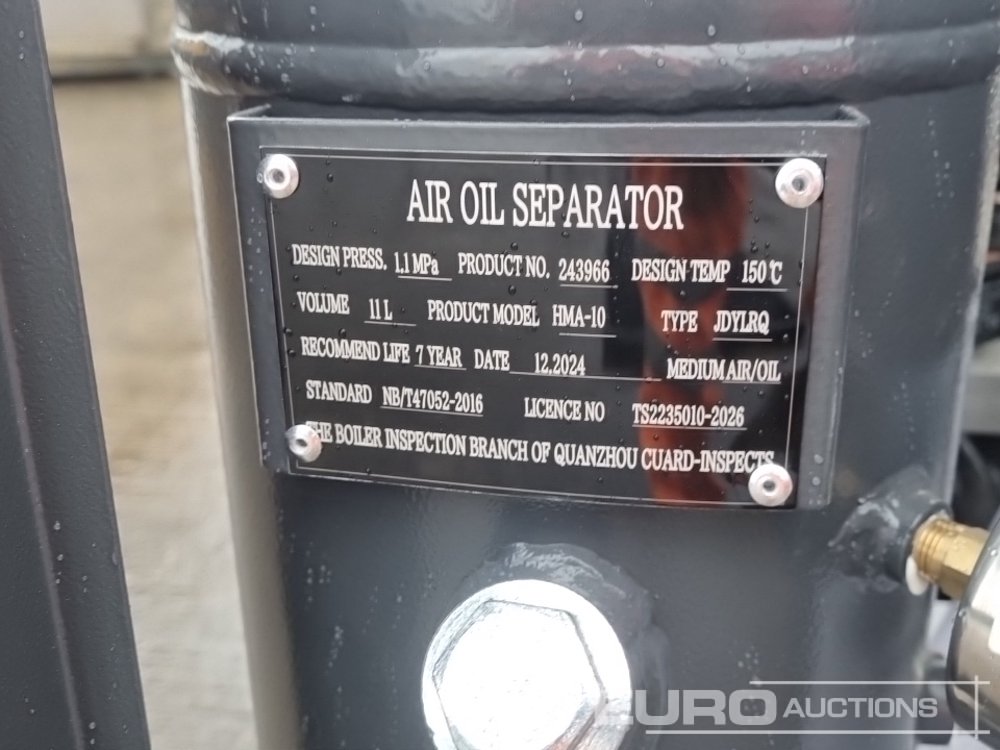 AIR OIL SEPARATOR
DESIGN PRESS. 1.1 MPa PRODUCT NO. 243966 DESIGN TEMP 150℃
VOLUME 11 L PRODUCT MODEL HMA-10 TYPE JDYLRQ
RECOMMEND LIFE 7 YEAR DATE 12.2024 MEDIUM AIR/OIL
STANDARD NB/T47052-2016 LICENCE NO TS2235010-2026
THE BOILER INSPECTION BRANCH OF QUANZHOU CUARD-INSPECTS
EURO AUCTIONS